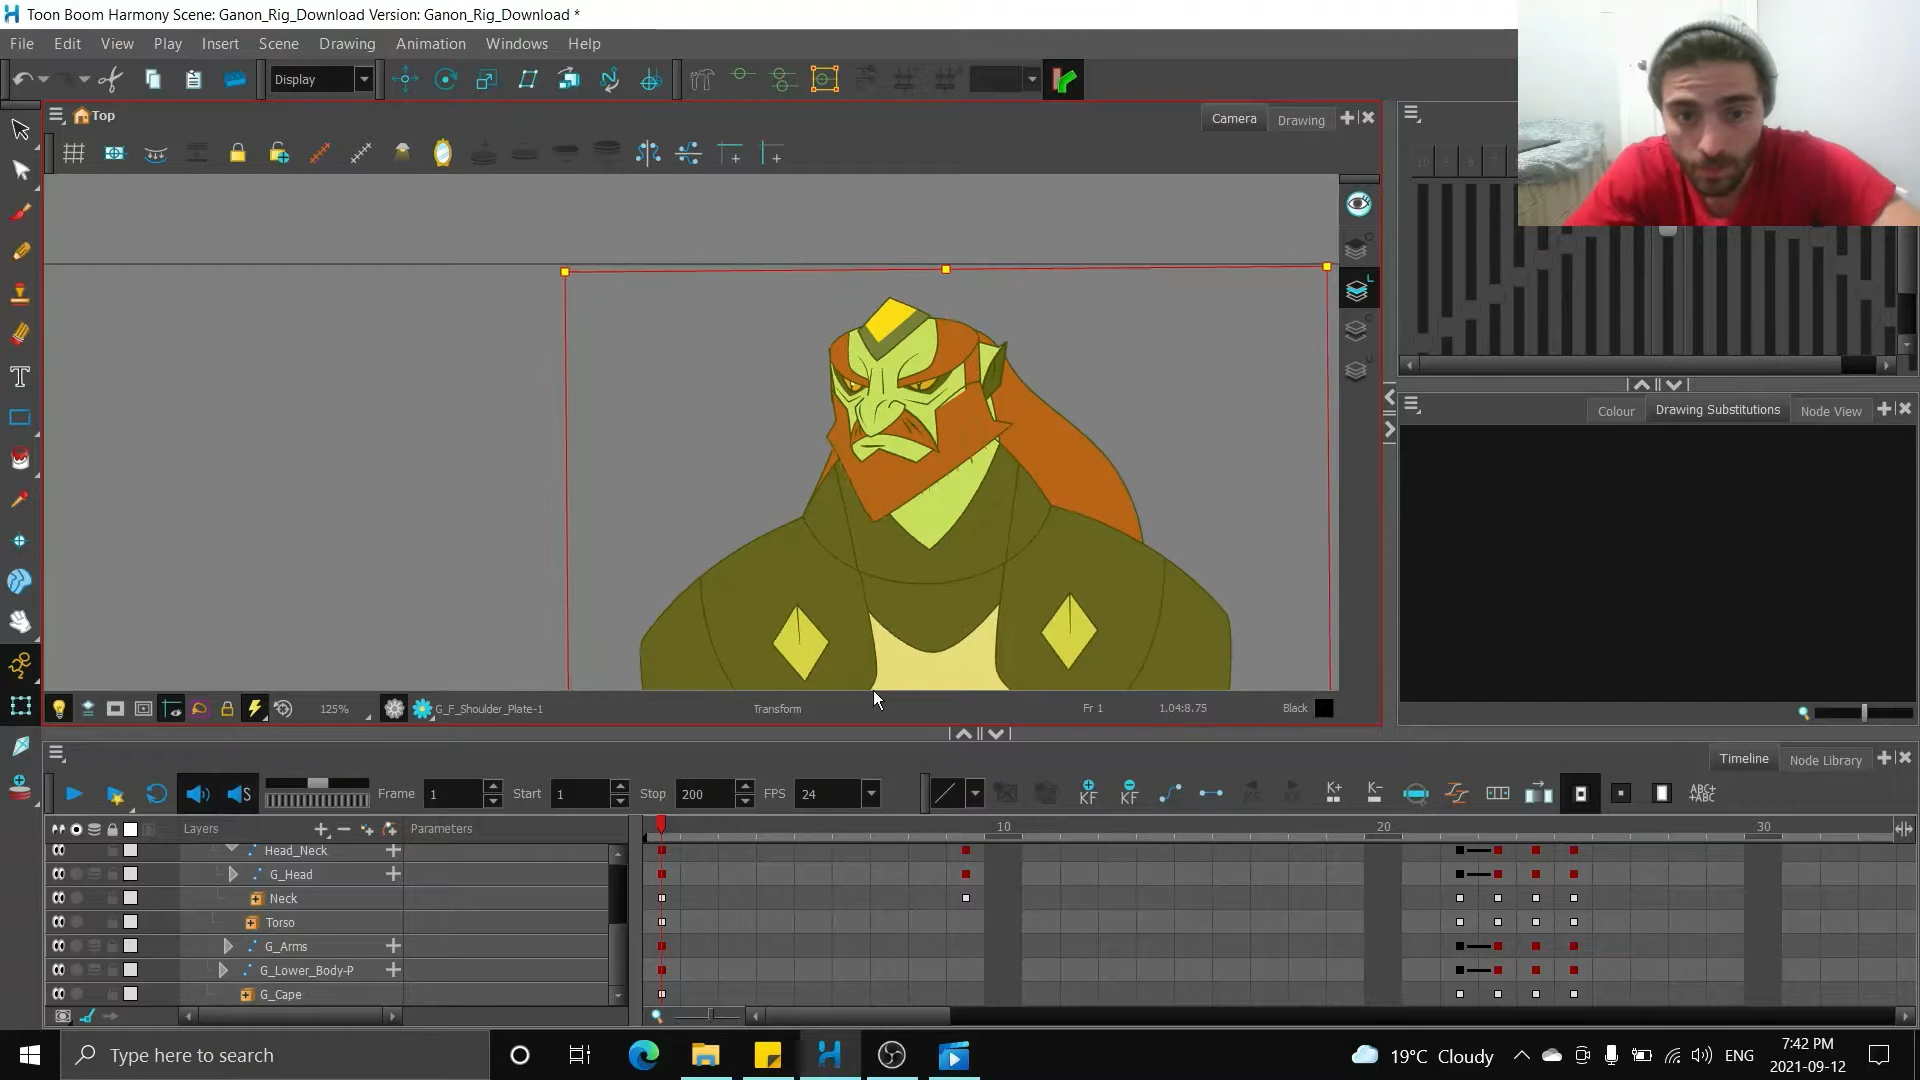 Toon Boom Harmony Scene: Ganon_Rig_Download Version: Ganon_Rig_Download *
File Edit View Play Insert Scene Drawing Animation Windows Help
Display
Top
Camera Drawing
Colour Drawing Substitutions Node View
125% G_F_Shoulder_Plate-1 Transform Fr 1 1.04:8.75 Black
Timeline Node Library
Frame 1 Start 1 Stop 200 FPS 24
KF KF K+ K- ABC+ +ABC
Layers Parameters 10 20 30
Head_Neck
G_Head
Neck
Torso
G_Arms
G_Lower_Body-P
G_Cape
Type here to search
19°C Cloudy ENG
7:42 PM
2021-09-12